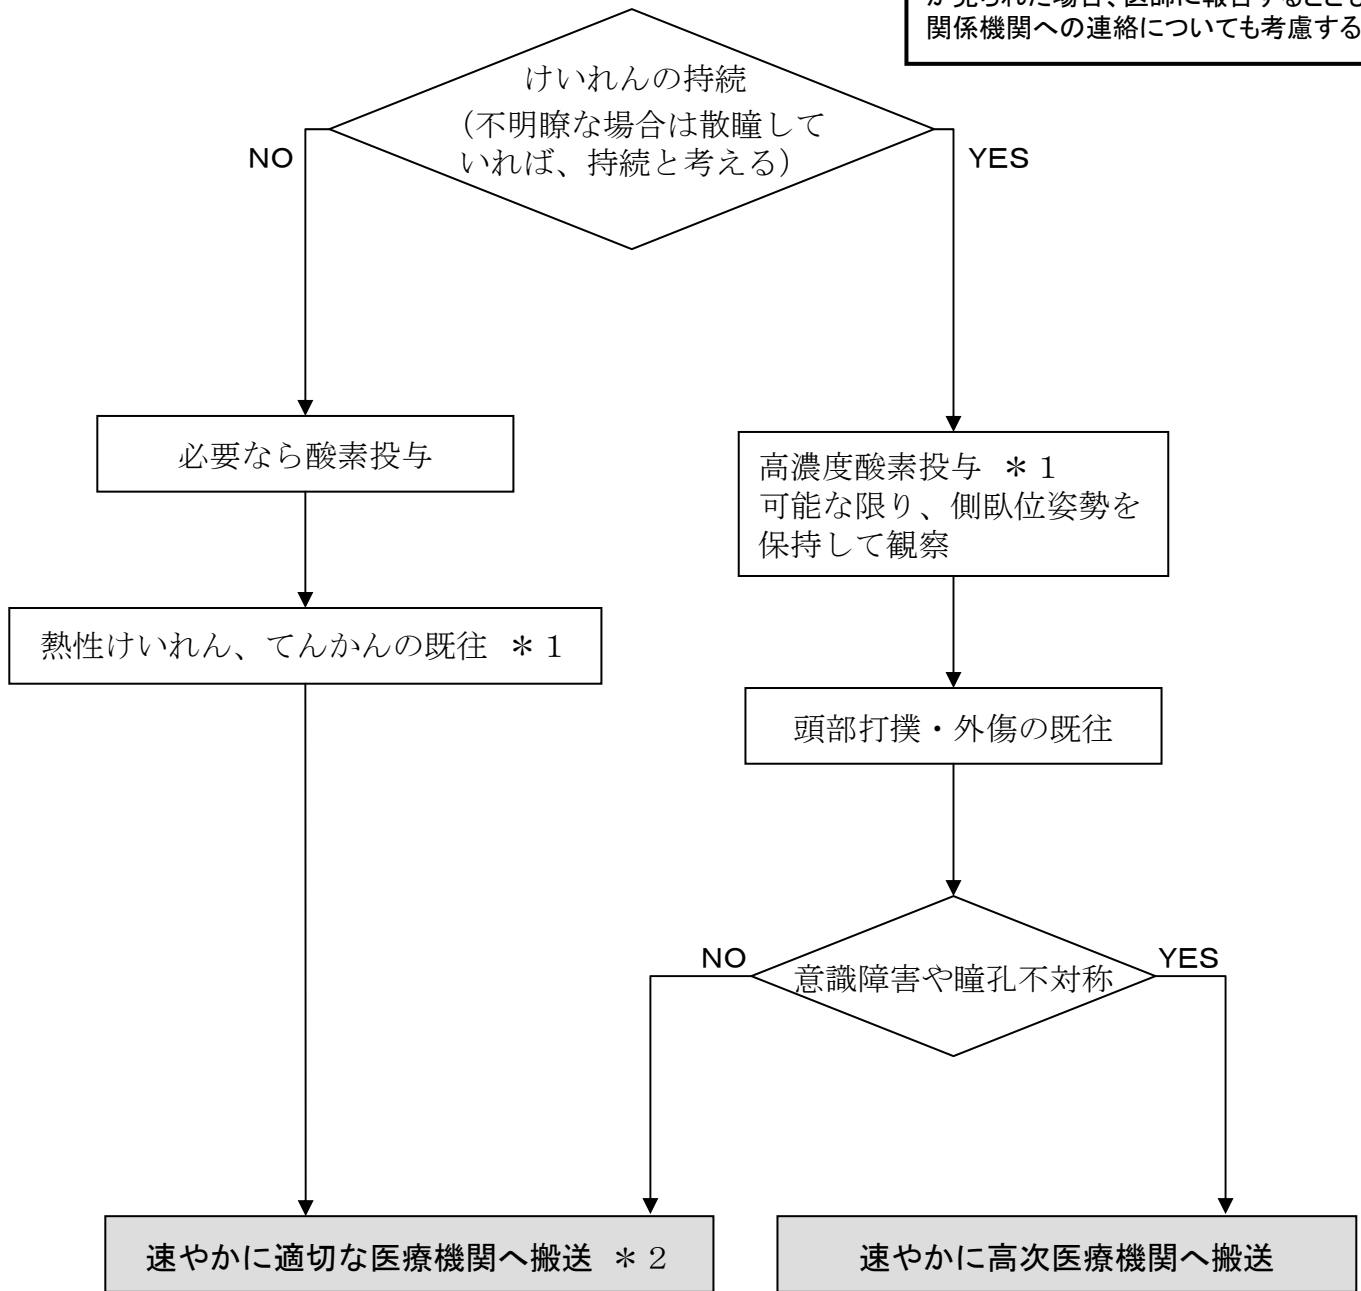 が見られた場合、医師に報告するととも
関係機関への連絡についても考慮する
けいれんの持続
(不明瞭な場合は散瞳して
いれば、持続と考える)
NO
YES
必要なら酸素投与
高濃度酸素投与 *1
可能な限り、側臥位姿勢を
保持して観察
熱性けいれん、てんかんの既往 *1
頭部打撲・外傷の既往
NO
意識障害や瞳孔不対称
YES
速やかに適切な医療機関へ搬送 *2
速やかに高次医療機関へ搬送